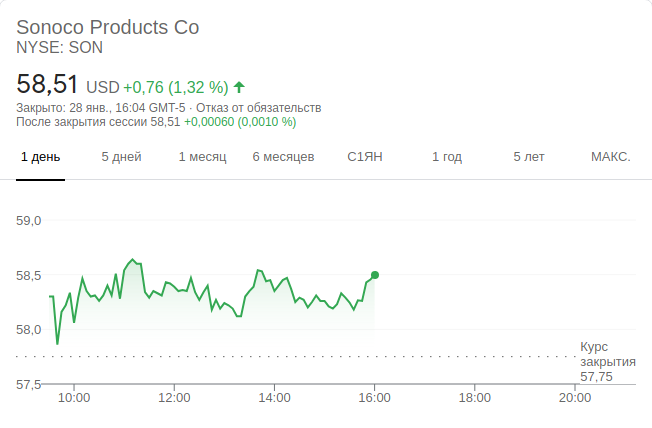 Sonoco Products Co
NYSE: SON
58,51 USD +0,76 (1,32 %)
Закрыто: 28 янв., 16:04 GMT-5 · Отказ от обязательств
После закрытия сессии 58,51 +0,00060 (0,0010 %)
1 день 5 дней 1 месяц 6 месяцев С1ЯН 1 год 5 лет МАКС.
59,0
58,5
58,0
Курс
закрытия
57,75
57,5
10:00 12:00 14:00 16:00 18:00 20:00